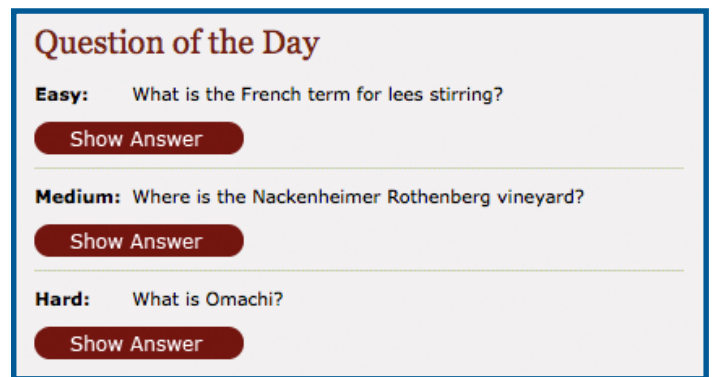 Question of the Day
Easy: What is the French term for lees stirring?
Show Answer
Medium: Where is the Nackenheimer Rothenberg vineyard?
Show Answer
Hard: What is Omachi?
Show Answer